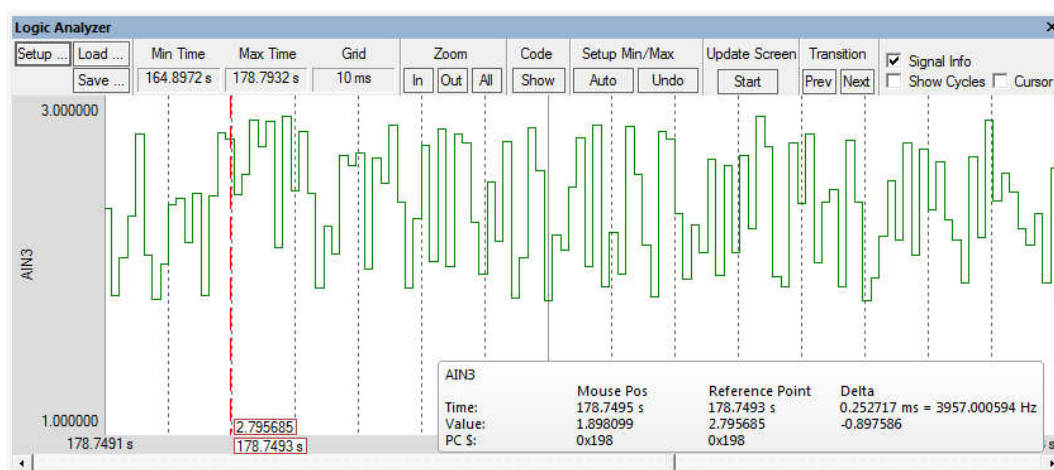 Logic Analyzer
Setup ... Load ... Min Time Max Time Grid Zoom Code Setup Min/Max Update Screen Transition Signal Info
Save ... 164.8972 s 178.7932 s 10 ms In Out All Show Auto Undo Start Prev Next Show Cycles Cursor
3.000000
AIN3
1.000000
2.795685
178.7491 s 178.7493 s s
AIN3
Mouse Pos Reference Point Delta
Time: 178.7495 s 178.7493 s 0.252717 ms = 3957.000594 Hz
Value: 1.898099 2.795685 -0.897586
PC $: 0x198 0x198